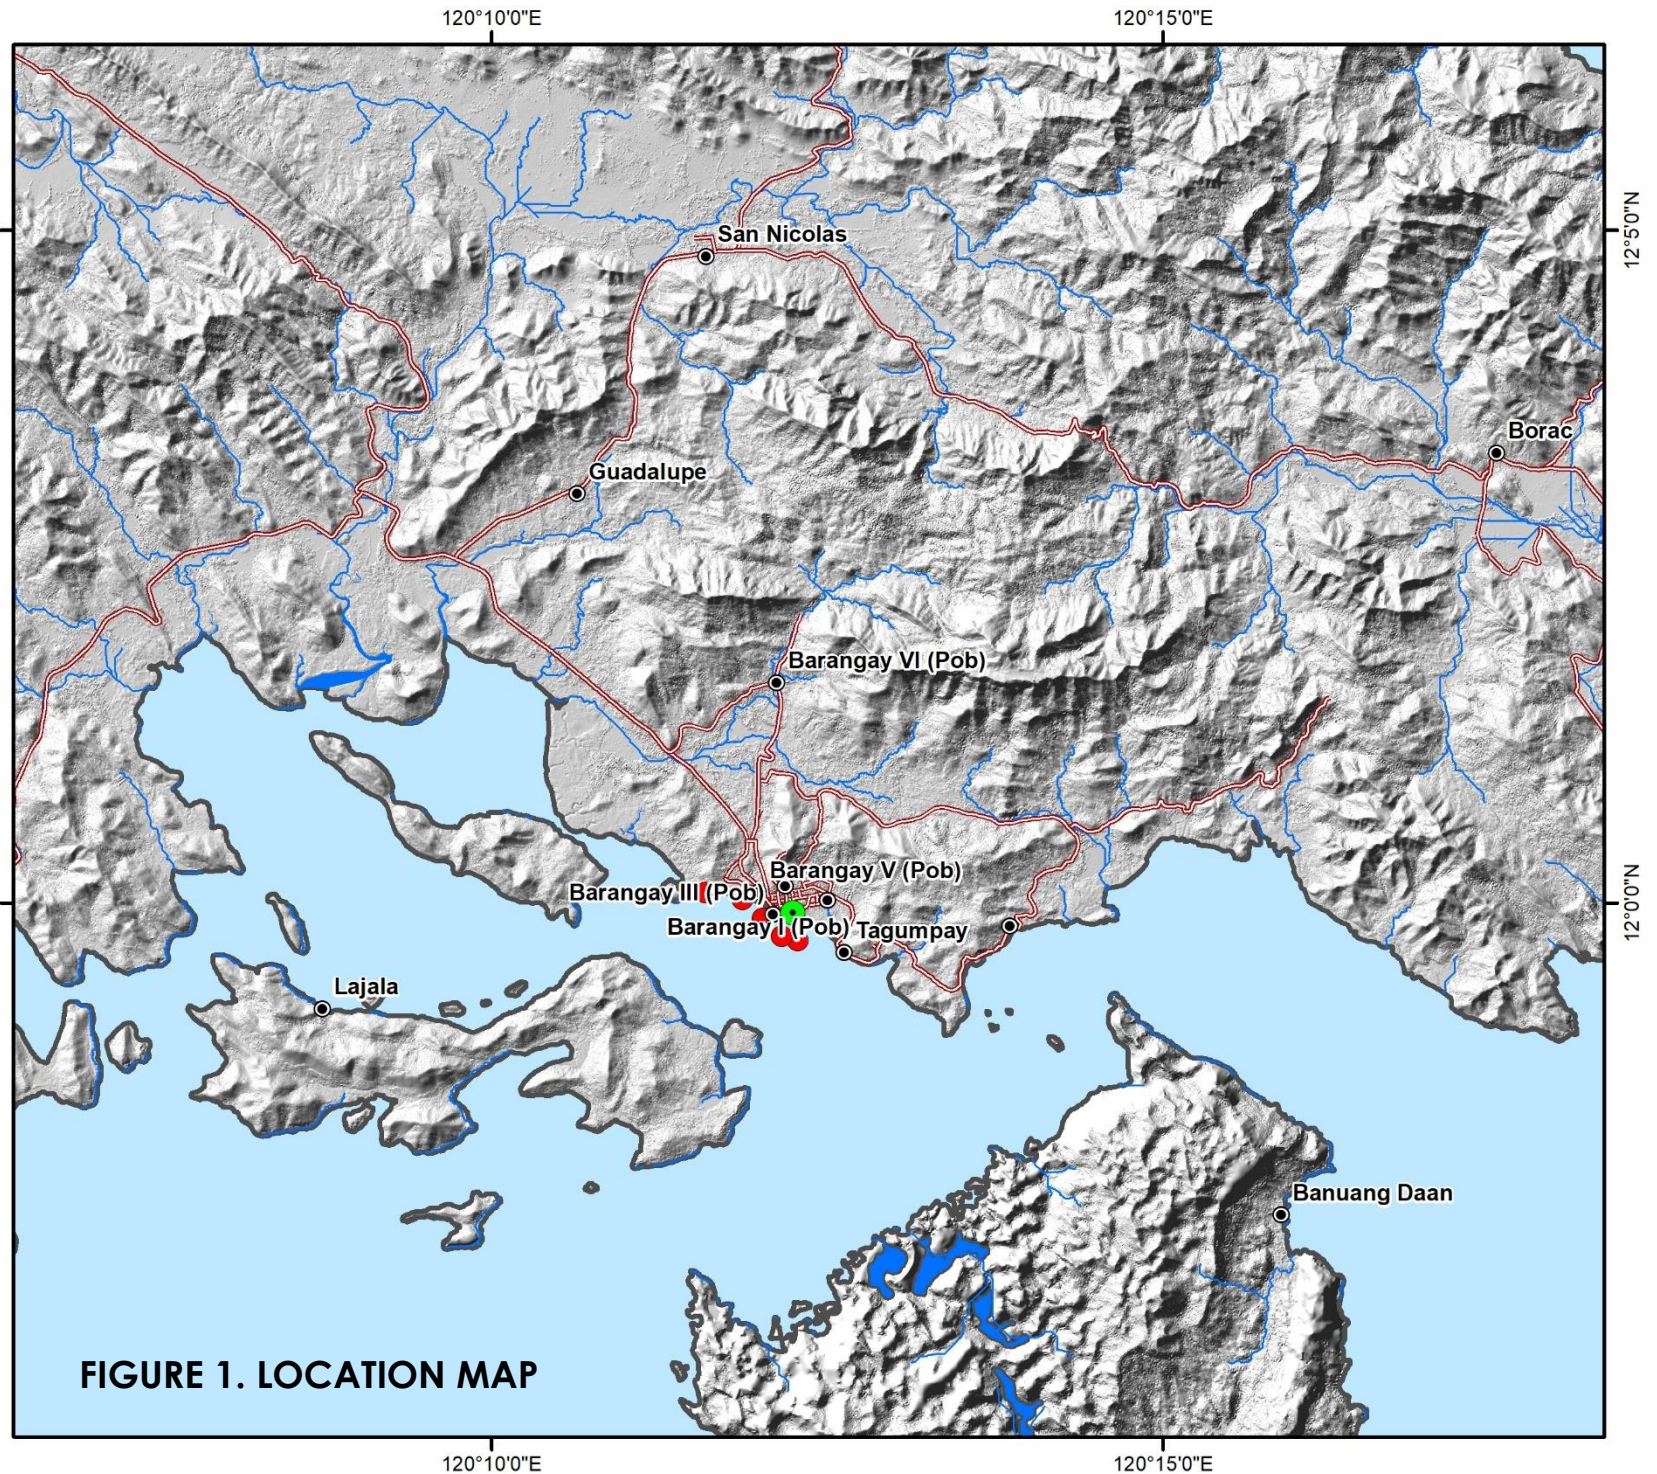 120°10'0"E
120°15'0"E
12°5'0"N
San Nicolas
Borac
Guadalupe
Barangay VI (Pob)
Barangay V (Pob)
Barangay III (Pob)
12°0'0"N
Barangay I (Pob)
Tagumpay
Lajala
Banuang Daan
FIGURE 1. LOCATION MAP
120°10'0"E
120°15'0"E